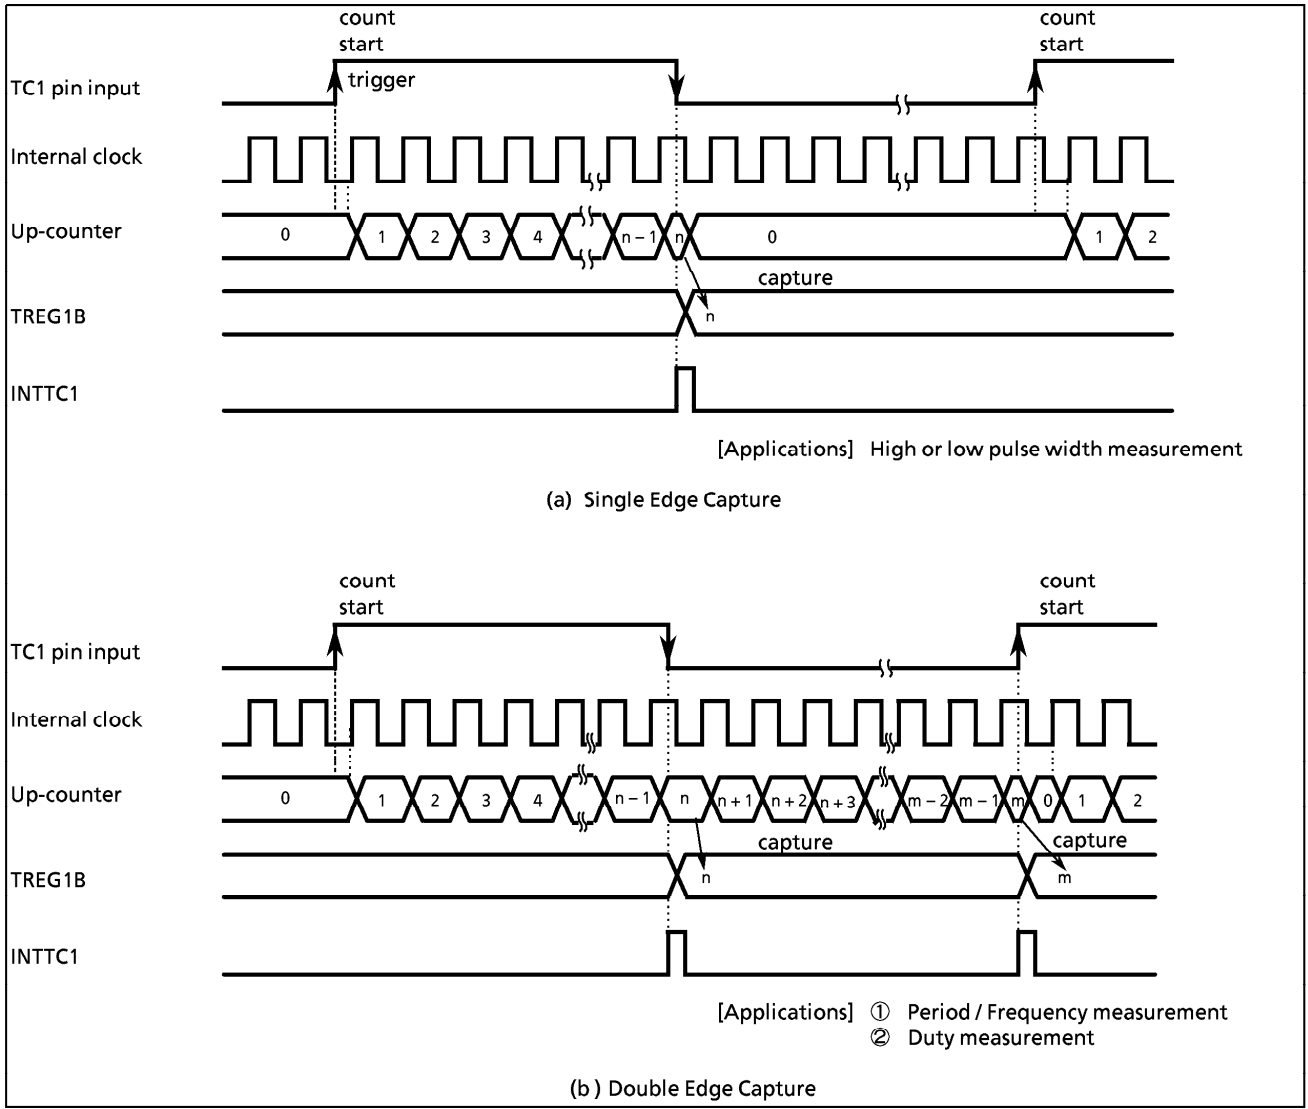 count count
start start
TC1 pin input trigger
Internal clock
Up-counter 0 1 2 3 4 n – 1 n 0 1 2
capture
TREG1B n
INTTC1
[Applications] High or low pulse width measurement
(a) Single Edge Capture
count count
start start
TC1 pin input
Internal clock
Up-counter 0 1 2 3 4 n – 1 n n + 1 n + 2 n + 3 m – 2 m – 1 m 0 1 2
capture capture
TREG1B n m
INTTC1
[Applications] ① Period / Frequency measurement
② Duty measurement
(b ) Double Edge Capture